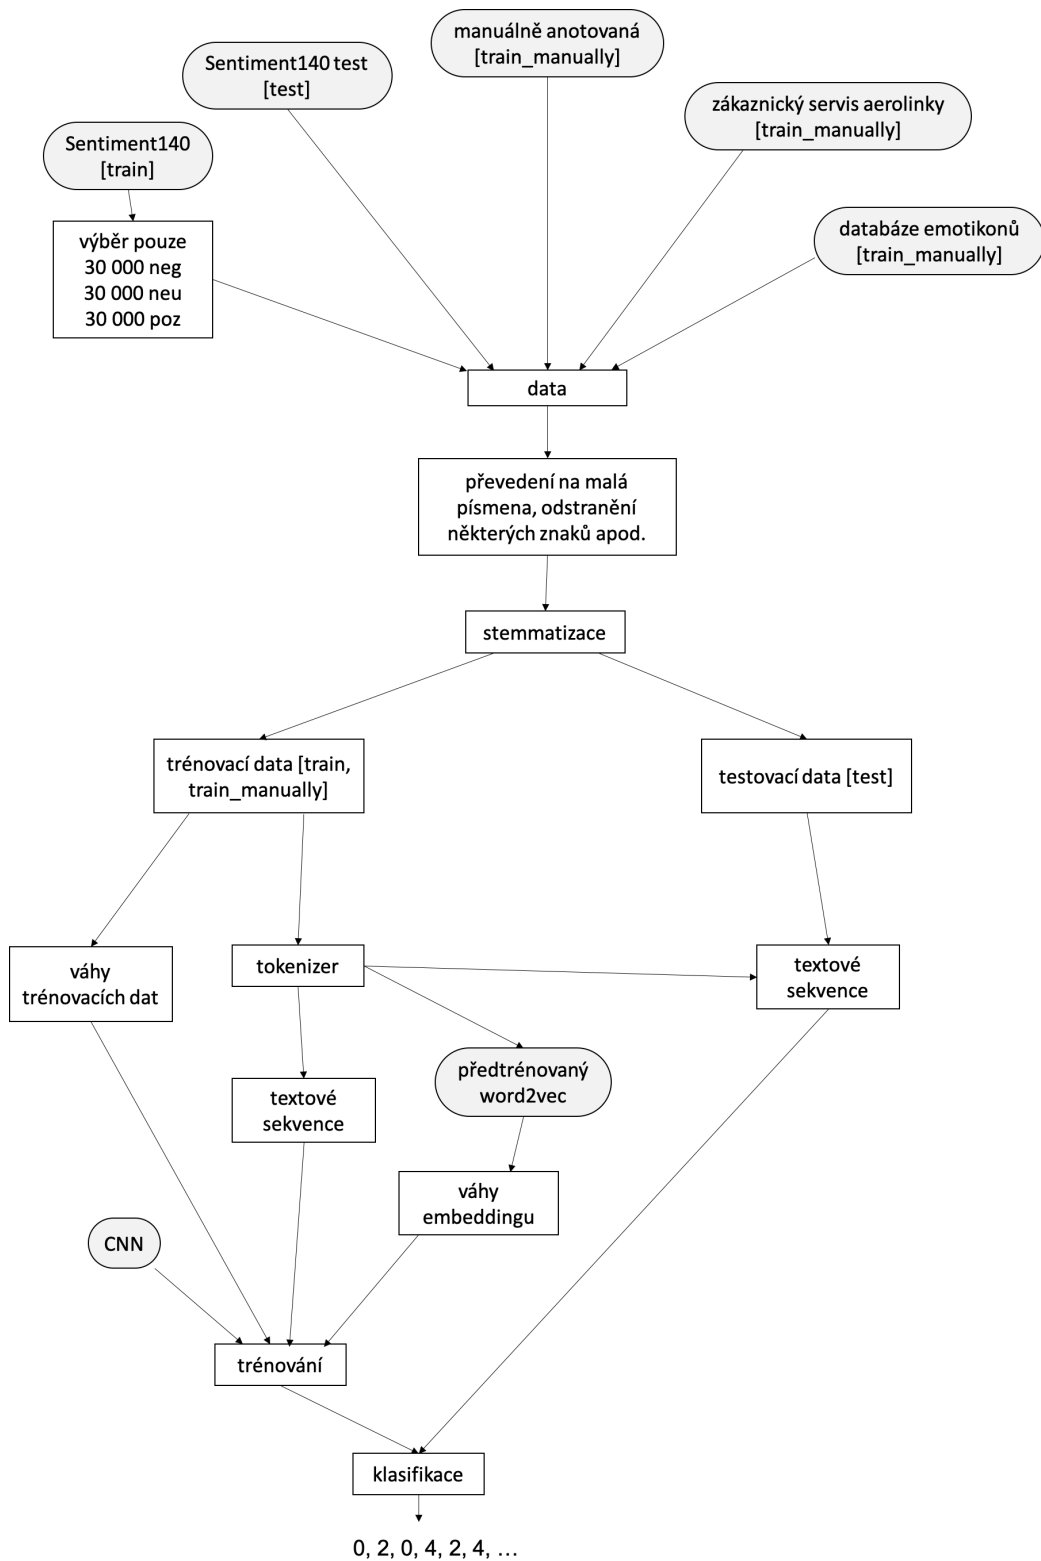 manuálně anotovaná
[train_manually]
Sentiment140 test
[test]
zákaznický servis aerolinky
[train_manually]
Sentiment140
[train]
databáze emotikonů
[train_manually]
výběr pouze
30 000 neg
30 000 neu
30 000 poz
data
převedení na malá
písmena, odstranění
některých znaků apod.
stemmatizace
trénovací data [train,
train_manually]
testovací data [test]
váhy
trénovacích dat
tokenizer
textové
sekvence
předtrénovaný
word2vec
textové
sekvence
váhy
embeddingu
CNN
trénování
klasifikace
0, 2, 0, 4, 2, 4, …